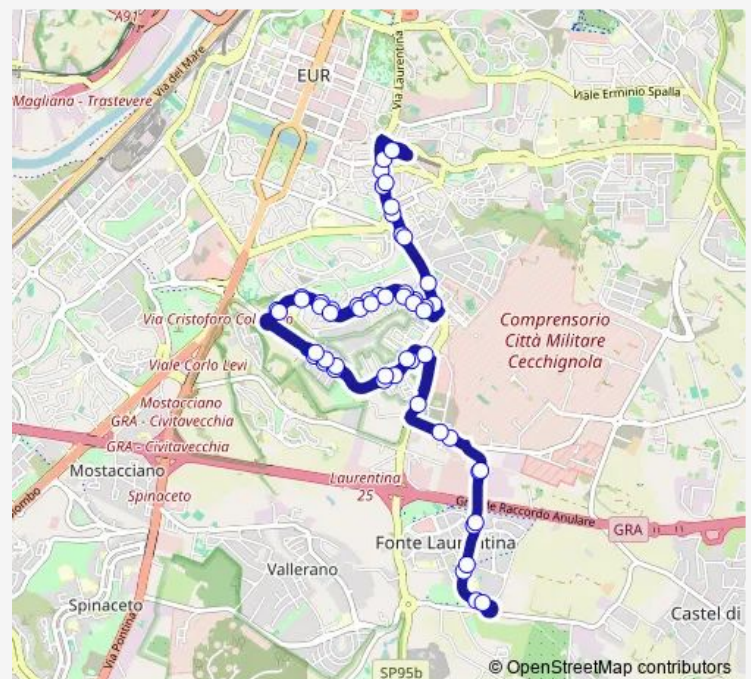 A91
Via del Mare
EUR
Via Laurentina
Viale Erminio Spalla
Magliana - Trastevere
Via Cristoforo Col
Comprensorio
Città Militare
Cecchignola
Viale Carlo Levi
Mostacciano
GRA - Civitavecchia
GRA - Civitavecchia
Mostacciano
Laurentina
25
Spinaceto
Grande Raccordo Anulare
GRA
Fonte Laurentina
Vallerano
Spinaceto
Castel di
Via Pontina
SP95b
© OpenStreetMap contributors